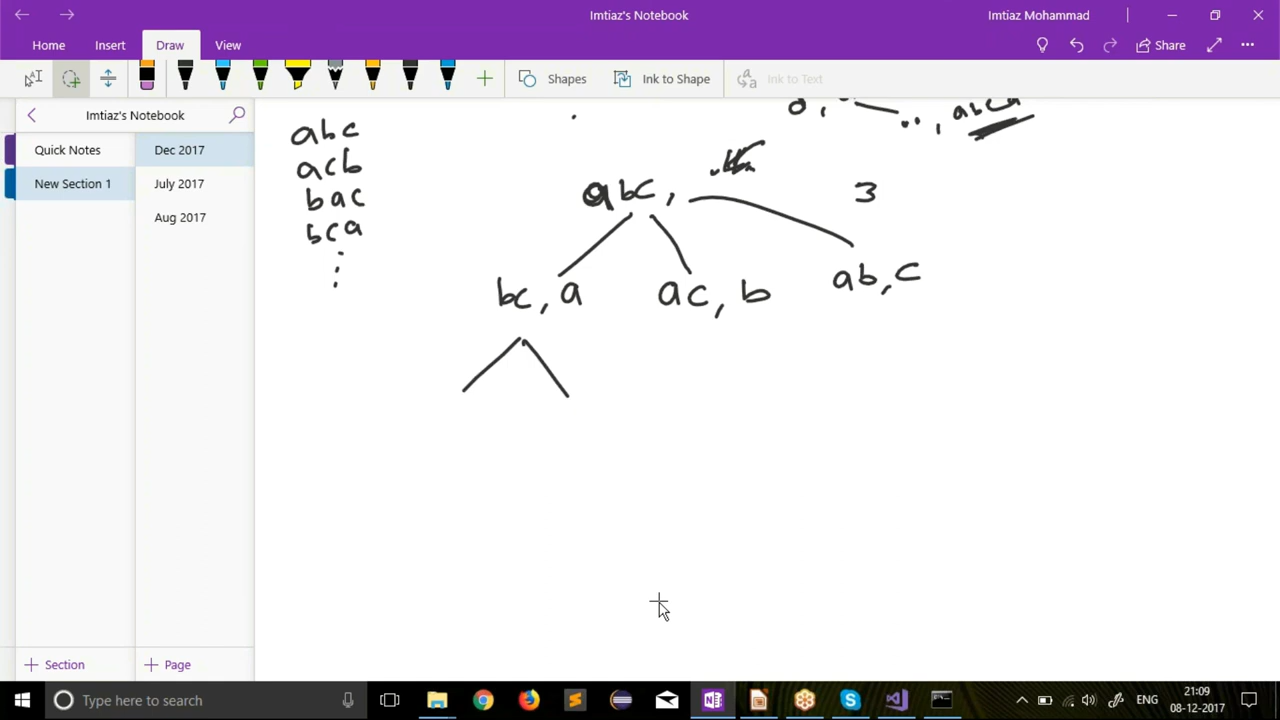 Imtiaz's Notebook
Imtiaz Mohammad
Home Insert Draw View
Share
Shapes
Ink to Shape
Ink to Text
Imtiaz's Notebook
Quick Notes
New Section 1
Dec 2017
July 2017
Aug 2017
Section
Page
abc
acb
bac
bca
abca
abc,
3
bc, a
ac, b
ab, c
Type here to search
ENG
21:09
08-12-2017